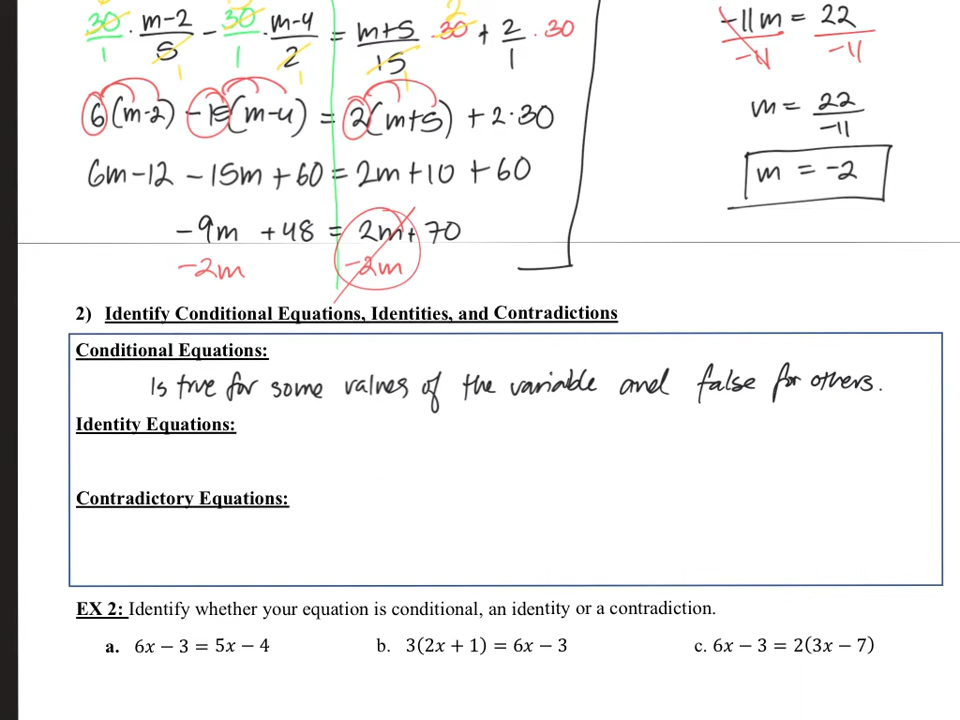 30/1 · m-2/5 - 30/1 · m-4/2 = m+5/15 · 30 + 2/1 · 30
6(m-2) - 15(m-4) = 2(m+5) + 2·30
6m-12 - 15m + 60 = 2m + 10 + 60
-9m + 48 = 2m + 70
-2m -2m
-11m = 22
-11 -11
m = 22/-11
m = -2
2) Identify Conditional Equations, Identities, and Contradictions
Conditional Equations:
Is true for some values of the variable and false for others.
Identity Equations:
Contradictory Equations:
EX 2: Identify whether your equation is conditional, an identity or a contradiction.
a. 6x − 3 = 5x − 4 b. 3(2x + 1) = 6x − 3 c. 6x − 3 = 2(3x − 7)